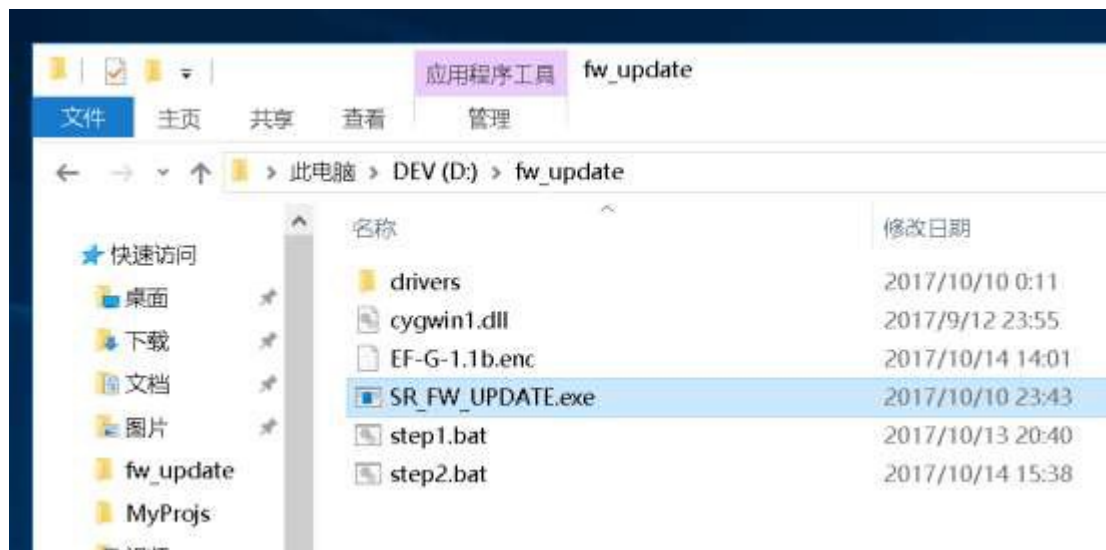 应用程序工具 fw_update
文件 主页 共享 查看 管理
此电脑 > DEV (D:) > fw_update
名称 修改日期
快速访问
桌面
下载
文档
图片
fw_update
MyProjs
drivers 2017/10/10 0:11
cygwin1.dll 2017/9/12 23:55
EF-G-1.1b.enc 2017/10/14 14:01
SR_FW_UPDATE.exe 2017/10/10 23:43
step1.bat 2017/10/13 20:40
step2.bat 2017/10/14 15:38